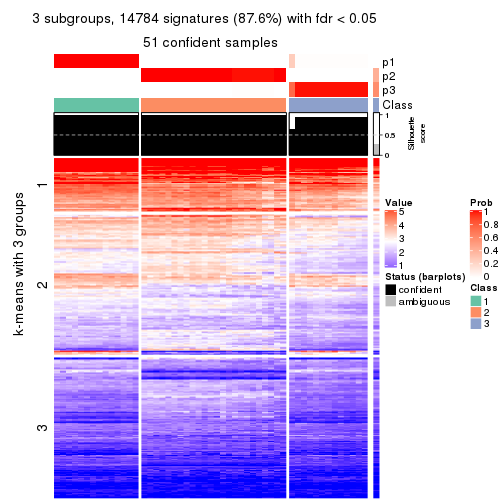 3 subgroups, 14784 signatures (87.6%) with fdr < 0.05
51 confident samples
p1
p2
p3
Class
1
0.5
0
Silhouette
score
k-means with 3 groups
1
2
3
Value
5
4
3
2
1
Status (barplots)
confident
ambiguous
Prob
1
0.8
0.6
0.4
0.2
0
Class
1
2
3